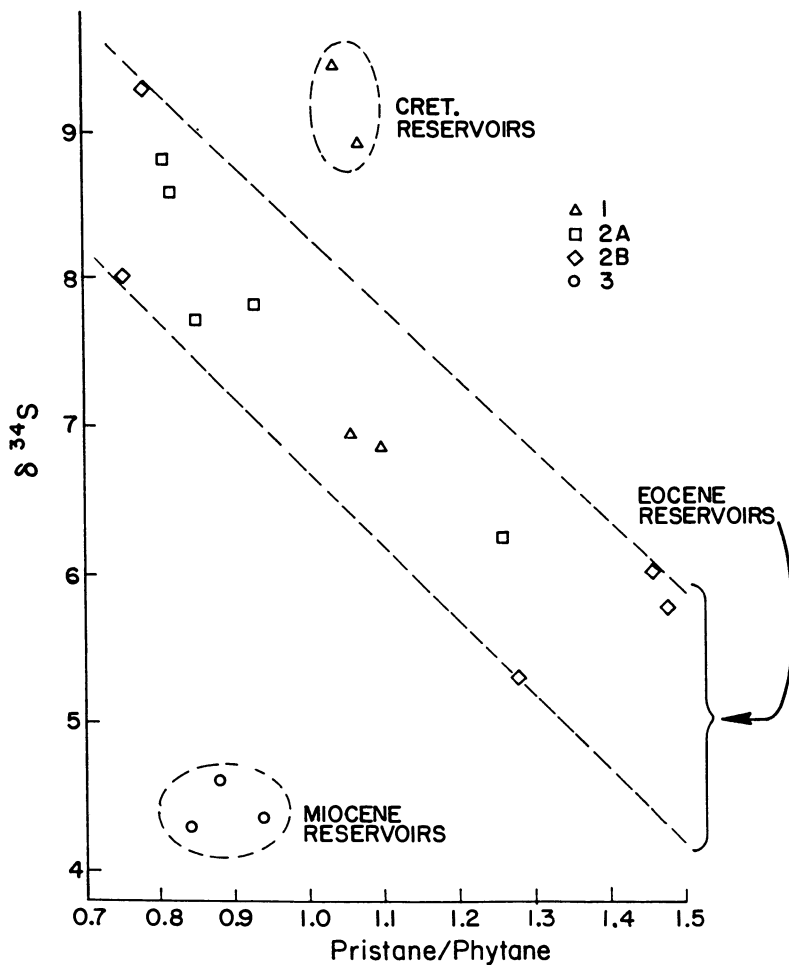 CRET.
RESERVOIRS
9
△ 1
□ 2A
◇ 2B
○ 3
8
7
δ ³⁴S
EOCENE
RESERVOIRS
6
5
MIOCENE
RESERVOIRS
4
0.7 0.8 0.9 1.0 1.1 1.2 1.3 1.4 1.5
Pristane/Phytane